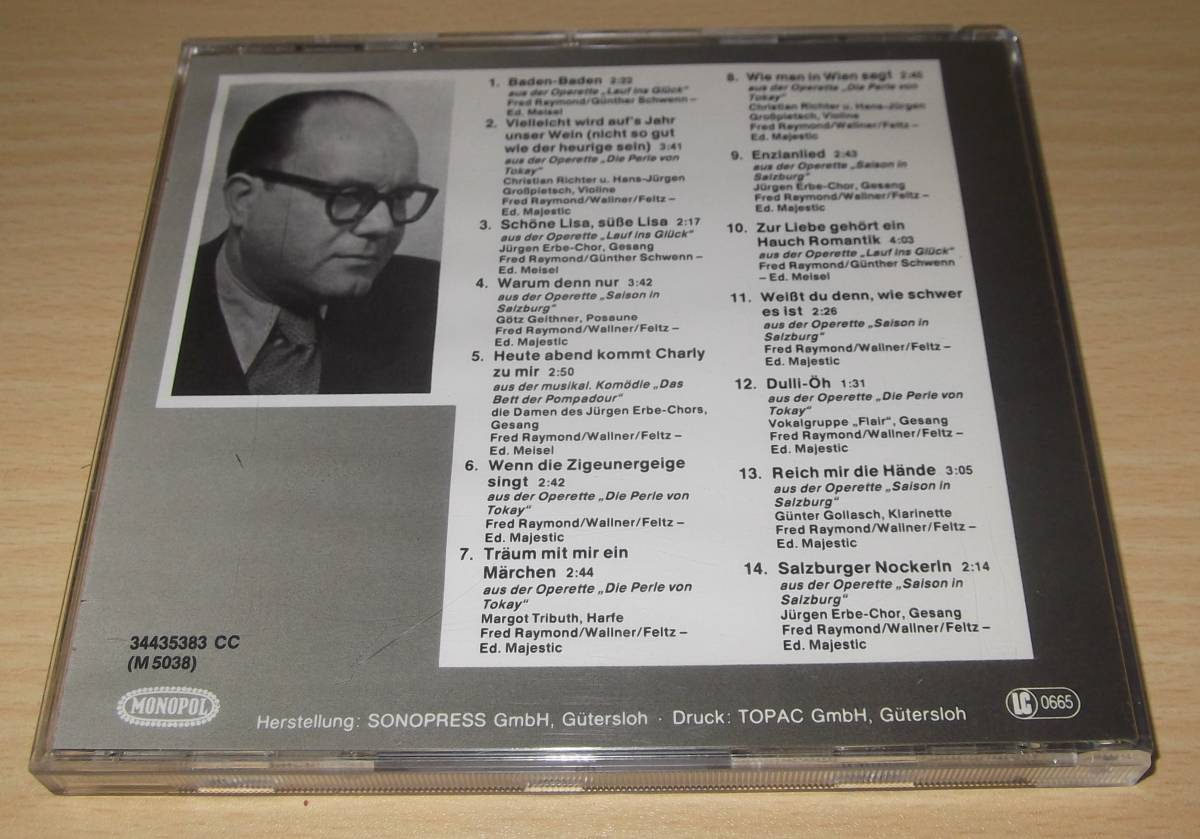 1. Baden-Baden 2:22
aus der Operette „Lauf ins Glück“
Fred Raymond/Günther Schwenn –
Ed. Meisel
2. Vielleicht wird auf's Jahr
unser Wein (nicht so gut
wie der heurige sein) 3:41
aus der Operette „Die Perle von
Tokay“
Christian Richter u. Hans-Jürgen
Großpietsch, Violine
Fred Raymond/Wallner/Feltz –
Ed. Majestic
3. Schöne Lisa, süße Lisa 2:17
aus der Operette „Lauf ins Glück“
Jürgen Erbe-Chor, Gesang
Fred Raymond/Günther Schwenn –
Ed. Meisel
4. Warum denn nur 3:42
aus der Operette „Saison in
Salzburg“
Götz Geithner, Posaune
Fred Raymond/Wallner/Feltz –
Ed. Majestic
5. Heute abend kommt Charly
zu mir 2:50
aus der musikal. Komödie „Das
Bett der Pompadour“
die Damen des Jürgen Erbe-Chors,
Gesang
Fred Raymond/Wallner/Feltz –
Ed. Meisel
6. Wenn die Zigeunergeige
singt 2:42
aus der Operette „Die Perle von
Tokay“
Fred Raymond/Wallner/Feltz –
Ed. Majestic
7. Träum mit mir ein
Märchen 2:44
aus der Operette „Die Perle von
Tokay“
Margot Tributh, Harfe
Fred Raymond/Wallner/Feltz –
Ed. Majestic
8. Wie man in Wien sagt 2:45
aus der Operette „Die Perle von
Tokay“
Christian Richter u. Hans-Jürgen
Großpietsch, Violine
Fred Raymond/Wallner/Feltz –
Ed. Majestic
9. Enzianlied 2:43
aus der Operette „Saison in
Salzburg“
Jürgen Erbe-Chor, Gesang
Fred Raymond/Wallner/Feltz –
Ed. Majestic
10. Zur Liebe gehört ein
Hauch Romantik 4:03
aus der Operette „Lauf ins Glück“
Fred Raymond/Günther Schwenn
– Ed. Meisel
11. Weißt du denn, wie schwer
es ist 2:26
aus der Operette „Saison in
Salzburg“
Fred Raymond/Wallner/Feltz –
Ed. Majestic
12. Dulli-Öh 1:31
aus der Operette „Die Perle von
Tokay“
Vokalgruppe „Flair“, Gesang
Fred Raymond/Wallner/Feltz –
Ed. Majestic
13. Reich mir die Hände 3:05
aus der Operette „Saison in
Salzburg“
Günter Gollasch, Klarinette
Fred Raymond/Wallner/Feltz –
Ed. Majestic
14. Salzburger Nockerln 2:14
aus der Operette „Saison in
Salzburg“
Jürgen Erbe-Chor, Gesang
Fred Raymond/Wallner/Feltz –
Ed. Majestic
34435383 CC
(M 5038)
MONOPOL
Herstellung: SONOPRESS GmbH, Gütersloh · Druck: TOPAC GmbH, Gütersloh
LC 0665